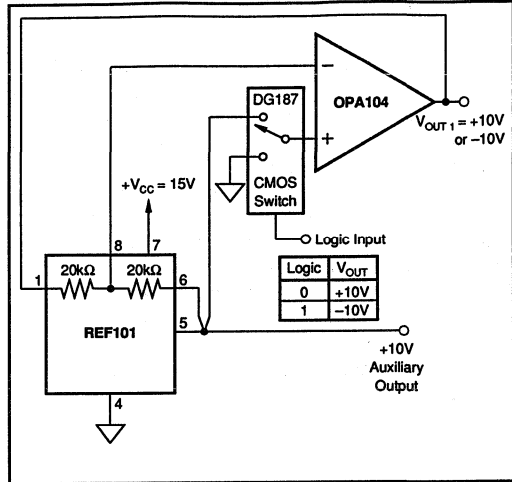 DG187
OPA104
−
+
V_OUT 1 = +10V
or −10V
CMOS
Switch
+V_CC = 15V
Logic Input
8
7
1
20kΩ
20kΩ
6
5
REF101
4
Logic V_OUT
0 +10V
1 −10V
+10V
Auxiliary
Output